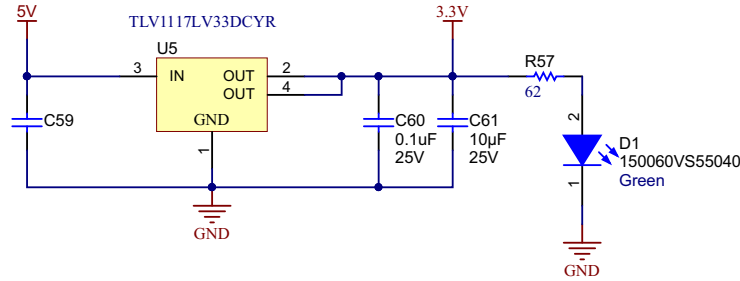 5V
TLV1117LV33DCYR
3.3V
U5
3
IN
OUT
2
OUT
4
GND
1
C59
C60
0.1uF
25V
C61
10µF
25V
R57
62
2
D1
150060VS55040
Green
1
GND
GND